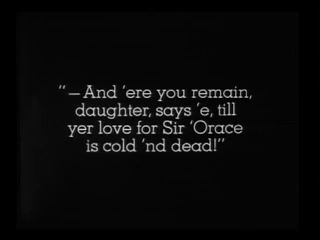 "—And 'ere you remain,
daughter, says 'e, till
yer love for Sir 'Orace
is cold 'nd dead!"